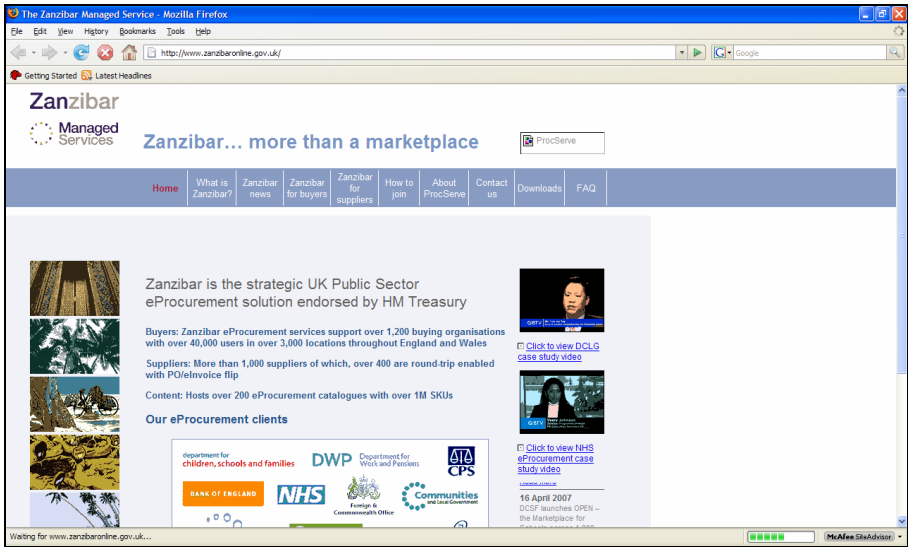 The Zanzibar Managed Service - Mozilla Firefox
File Edit View History Bookmarks Tools Help
http://www.zanzibaronline.gov.uk/
Google
Getting Started Latest Headlines
Zanzibar
Managed
Services
Zanzibar... more than a marketplace
ProcServe
Home
What is
Zanzibar?
Zanzibar
news
Zanzibar
for buyers
Zanzibar
for
suppliers
How to
join
About
ProcServe
Contact
us
Downloads
FAQ
Zanzibar is the strategic UK Public Sector
eProcurement solution endorsed by HM Treasury
Buyers: Zanzibar eProcurement services support over 1,200 buying organisations
with over 40,000 users in over 3,000 locations throughout England and Wales
Suppliers: More than 1,000 suppliers of which, over 400 are round-trip enabled
with PO/eInvoice flip
Content: Hosts over 200 eProcurement catalogues with over 1M SKUs
Our eProcurement clients
department for
children, schools and families
DWP Department for
Work and Pensions
CPS
BANK OF ENGLAND
NHS
Foreign &
Commonwealth Office
Communities
and Local Government
Click to view DCLG
case study video
Click to view NHS
eProcurement case
study video
16 April 2007
DCSF launches OPEN –
the Marketplace for
Waiting for www.zanzibaronline.gov.uk...
McAfee SiteAdvisor